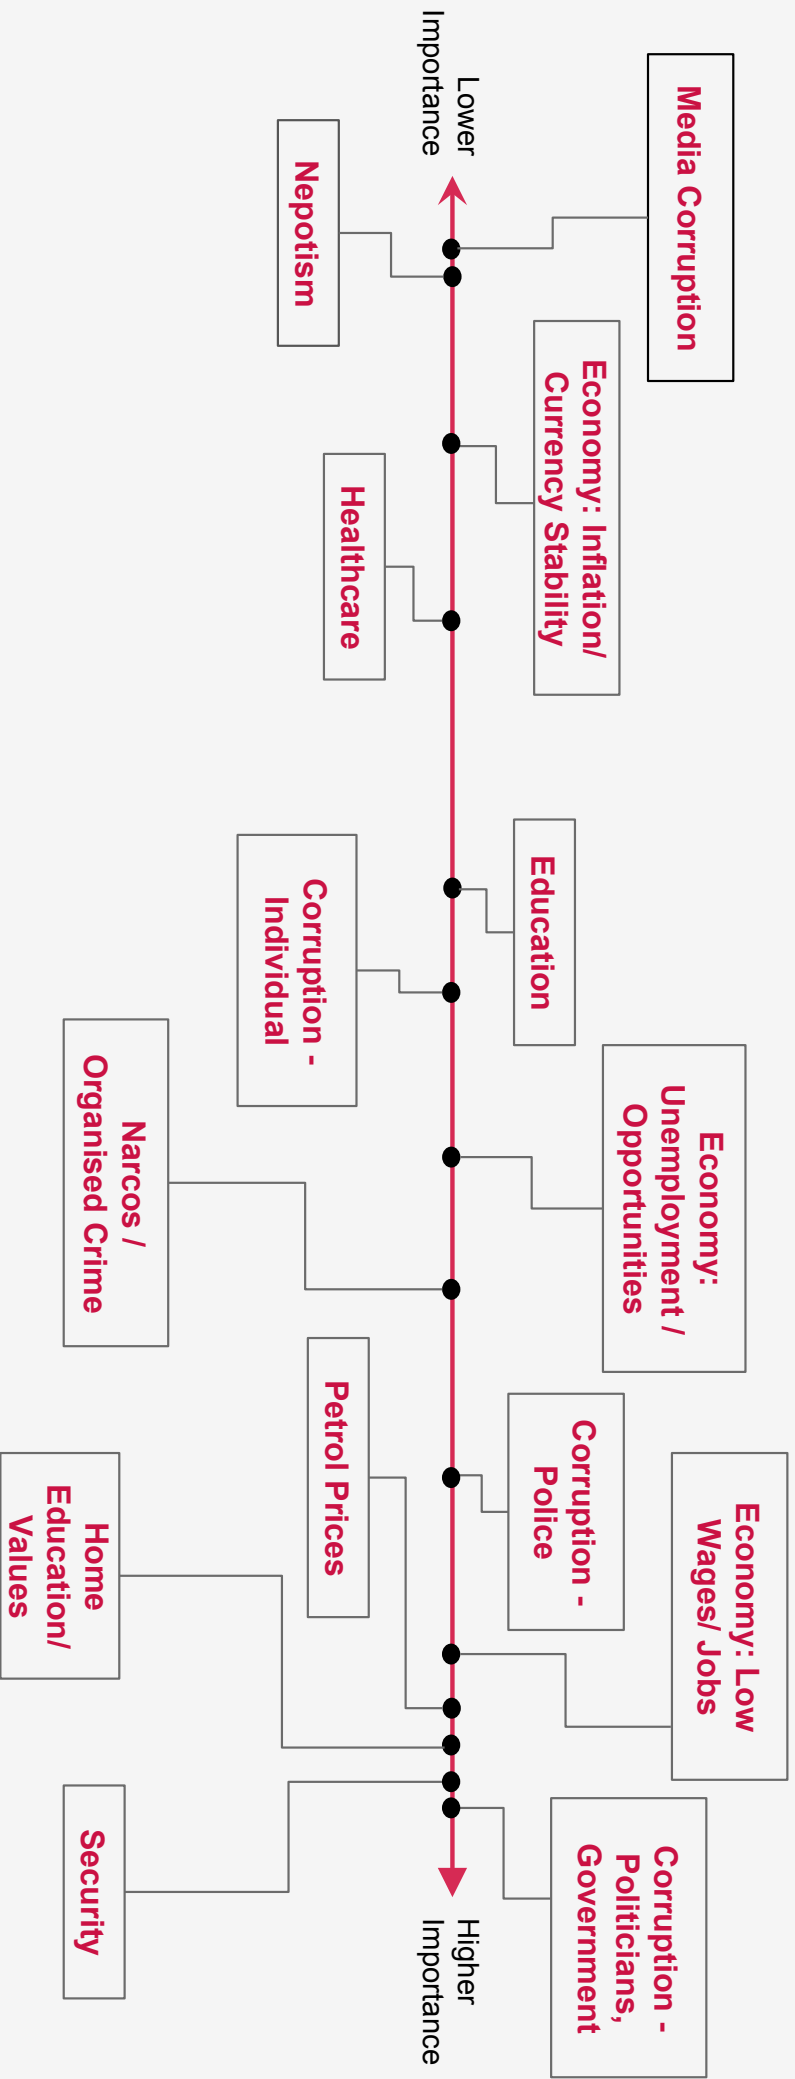 Lower
Importance
Media Corruption
Nepotism
Economy: Inflation/
Currency Stability
Healthcare
Education
Corruption -
Individual
Economy:
Unemployment /
Opportunities
Narcos /
Organised Crime
Corruption -
Police
Petrol Prices
Economy: Low
Wages/ Jobs
Home
Education/
Values
Security
Corruption -
Politicians,
Government
Higher
Importance